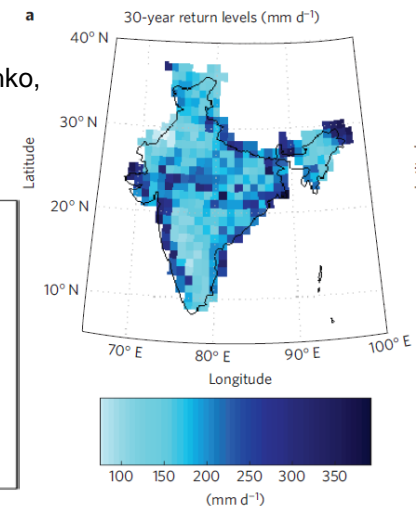 a
30-year return levels (mm d⁻¹)
nko,
40° N
30° N
20° N
10° N
Latitude
70° E
80° E
90° E
100° E
Longitude
100 150 200 250 300 350
(mm d⁻¹)